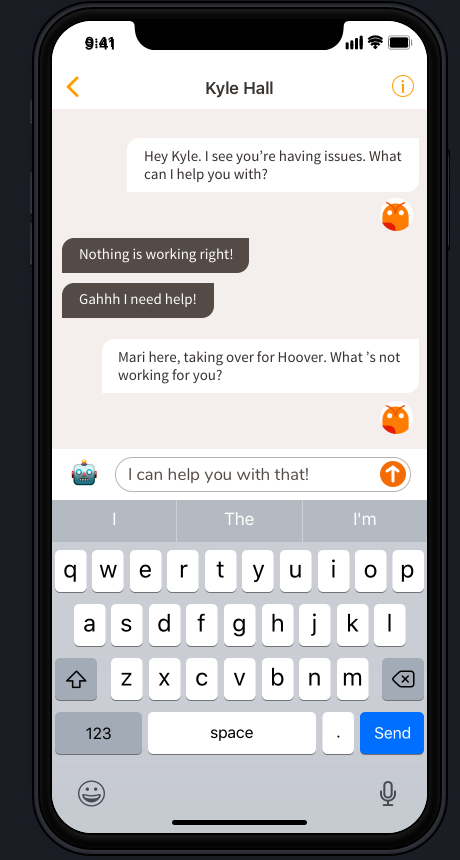 9:41
Kyle Hall
Hey Kyle. I see you’re having issues. What
can I help you with?
Nothing is working right!
Gahhh I need help!
Mari here, taking over for Hoover. What ’s not
working for you?
I can help you with that!
I The I'm
q w e r t y u i o p
a s d f g h j k l
z x c v b n m
123 space . Send